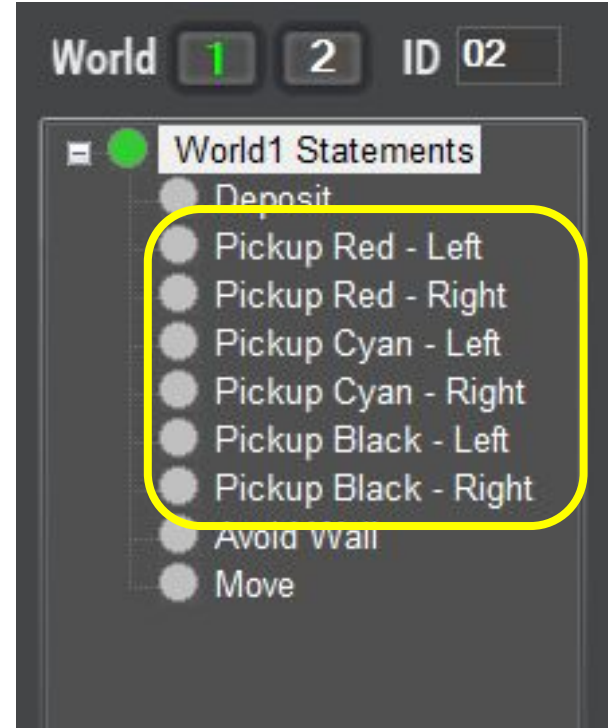 World 1 2 ID 02
World1 Statements
Deposit
Pickup Red - Left
Pickup Red - Right
Pickup Cyan - Left
Pickup Cyan - Right
Pickup Black - Left
Pickup Black - Right
Avoid Wall
Move